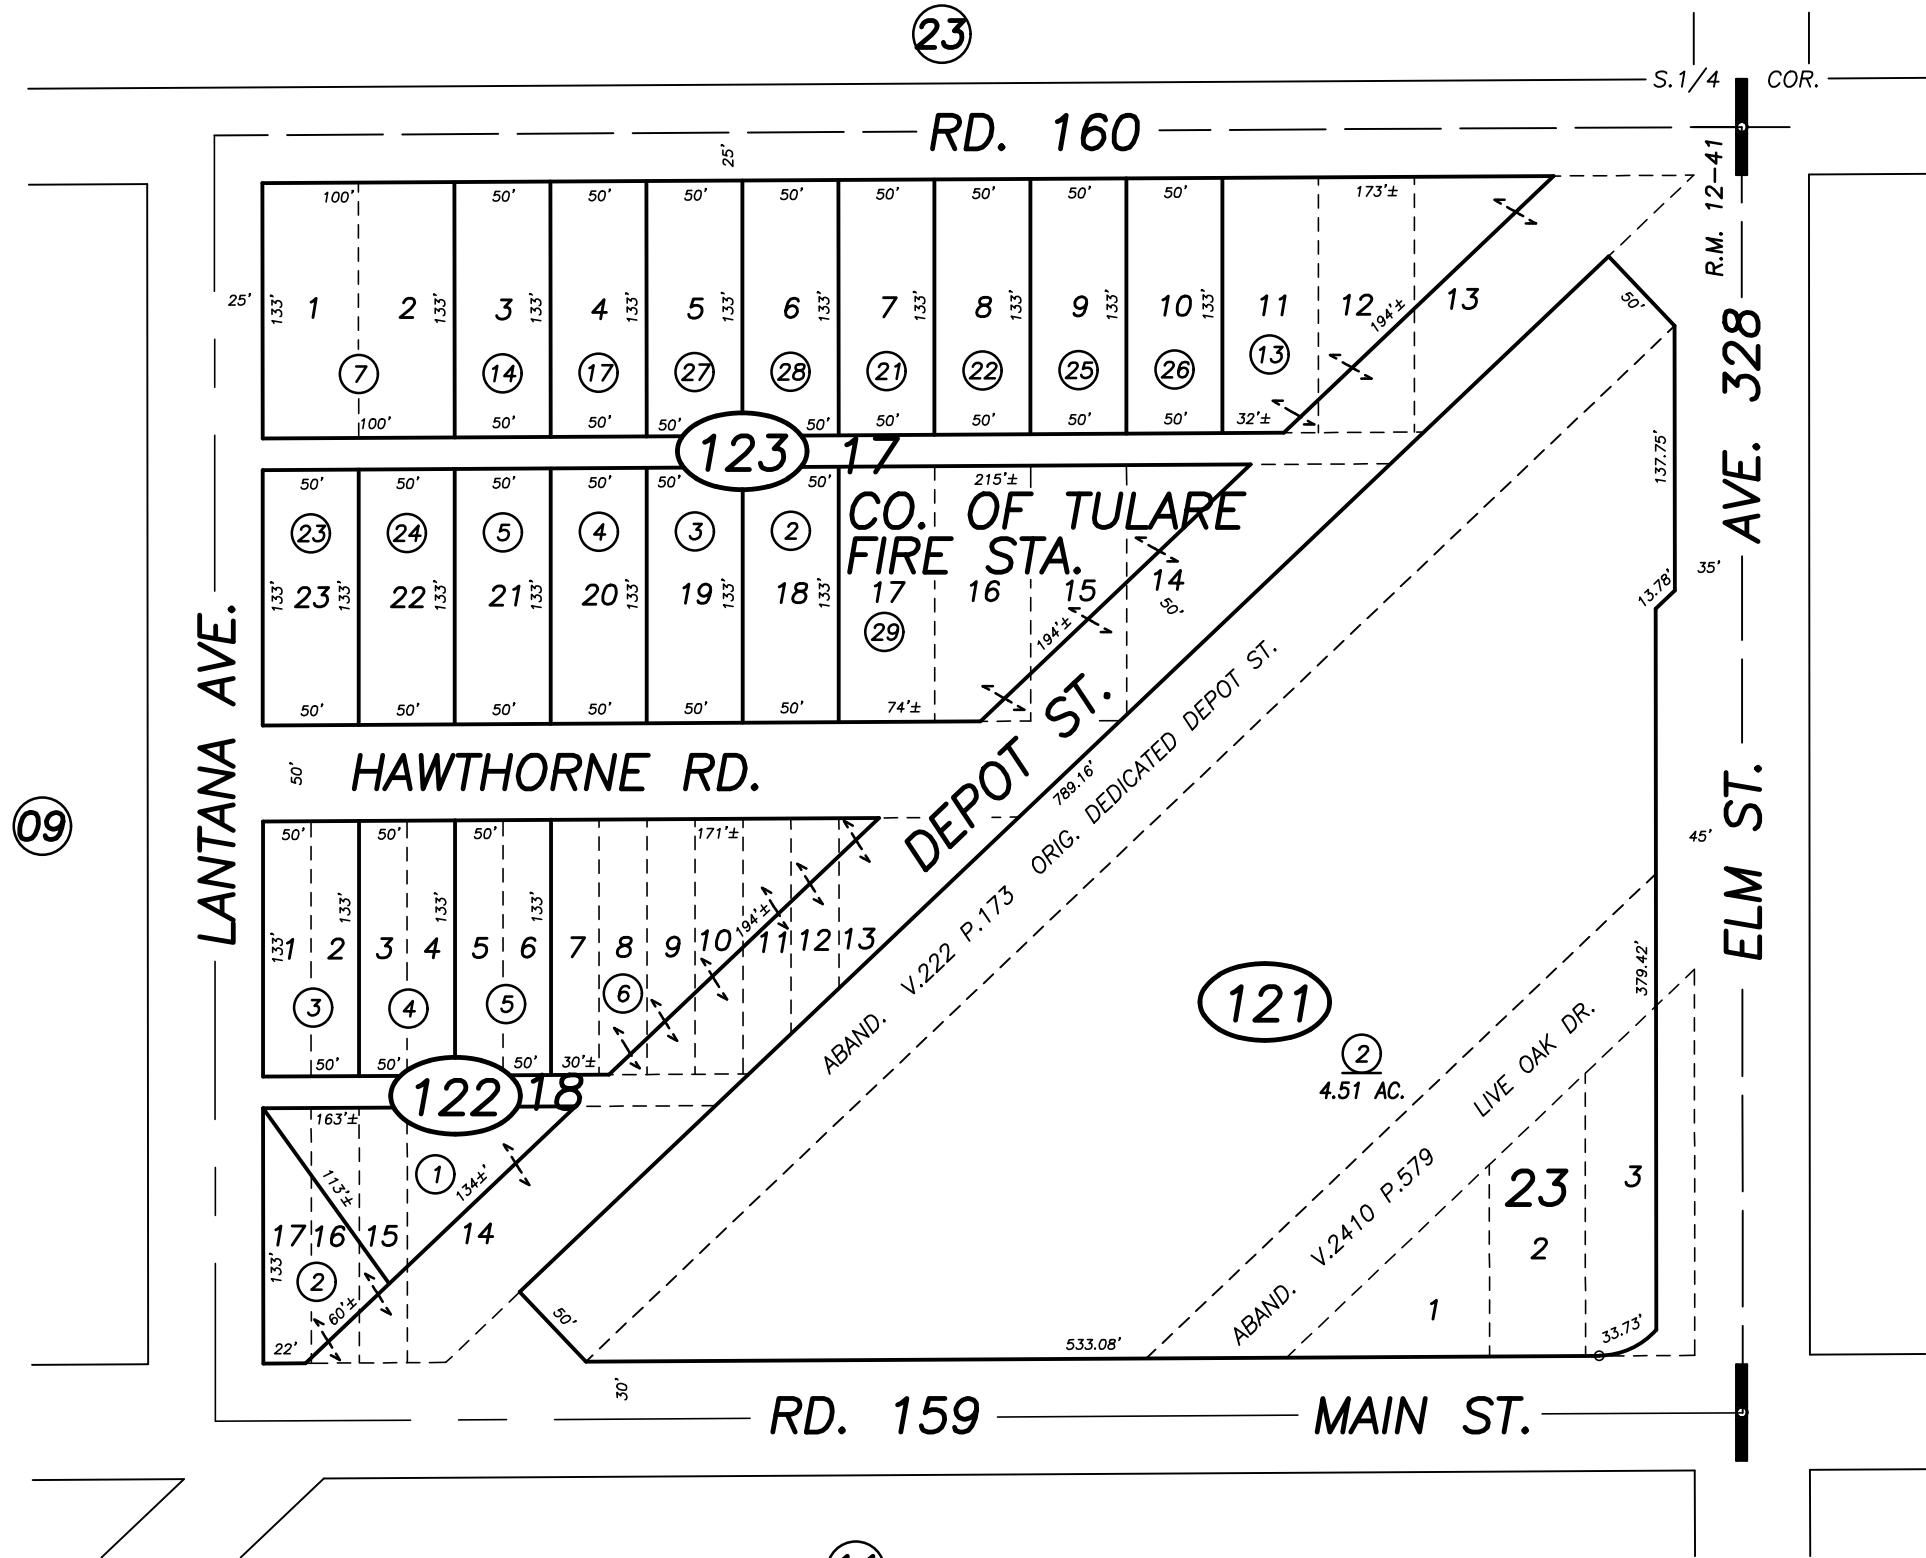 23
S.1/4 COR.
RD. 160
25'
R.M. 12-41
100' 50' 50' 50' 50' 50' 50' 50' 50' 173'±
25'
133' 1 2 133' 3 133' 4 133' 5 133' 6 133' 7 133' 8 133' 9 133' 10 133' 11 12 194'± 13
50'
7 14 17 27 28 21 22 25 26 13
100' 50' 50' 50' 50' 50' 50' 50' 50' 32'±
AVE. 328
137.75'
123 17
50' 50' 50' 50' 50' 50' 215'±
CO. OF TULARE
FIRE STA.
23 24 5 4 3 2
133' 23 133' 22 133' 21 133' 20 133' 19 133' 18 133' 17 16 15 14
29
194'±
50'
13.78'
35'
50' 50' 50' 50' 50' 50' 74'±
LANTANA AVE.
50'
HAWTHORNE RD.
DEPOT ST.
789.16'
ORIG. DEDICATED DEPOT ST.
ABAND. V.222 P.173
09
45'
ELM ST.
50' 50' 50' 171'±
133' 133' 133'
133' 1 2 3 4 5 6 7 8 9 10 11 12 13
194'±
3 4 5 6
50' 50' 50' 30'±
379.42'
121
2
4.51 AC.
LIVE OAK DR.
ABAND. V.2410 P.579
122 18
163'±
1
113'±
134±'
17 16 15 14
133'
2
60'±
22'
50'
23
3
2
1
533.08'
33.73'
30'
RD. 159
MAIN ST.